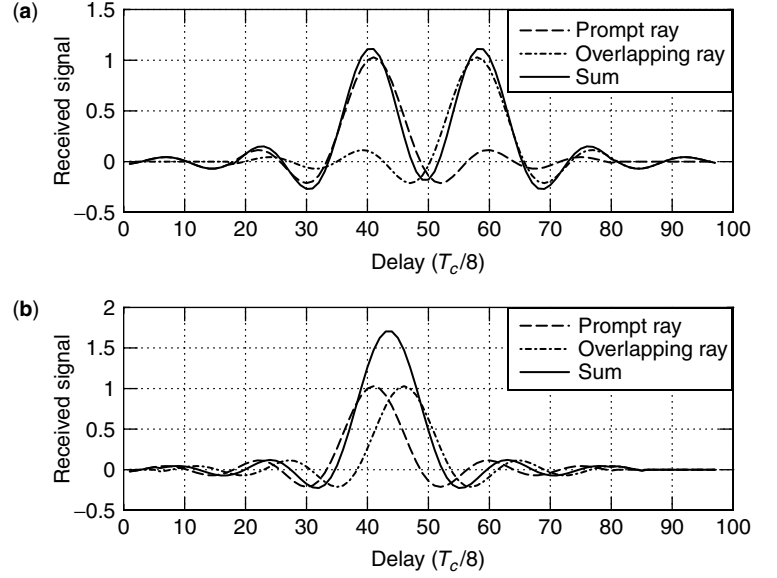 (a)
1.5
1
0.5
0
−0.5
Received signal
Prompt ray
Overlapping ray
Sum
0 10 20 30 40 50 60 70 80 90 100
Delay (Tc/8)
(b)
2
1.5
1
0.5
0
−0.5
Received signal
Prompt ray
Overlapping ray
Sum
0 10 20 30 40 50 60 70 80 90 100
Delay (Tc/8)